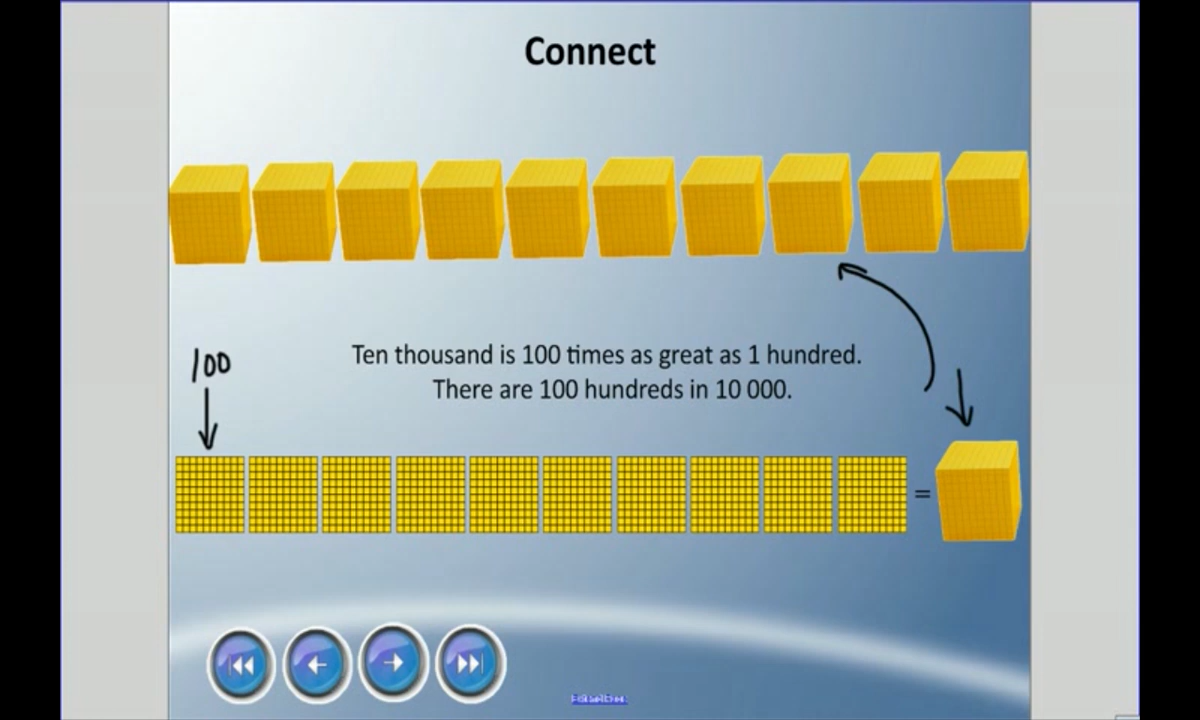 Connect
100
Ten thousand is 100 times as great as 1 hundred.
There are 100 hundreds in 10 000.
=